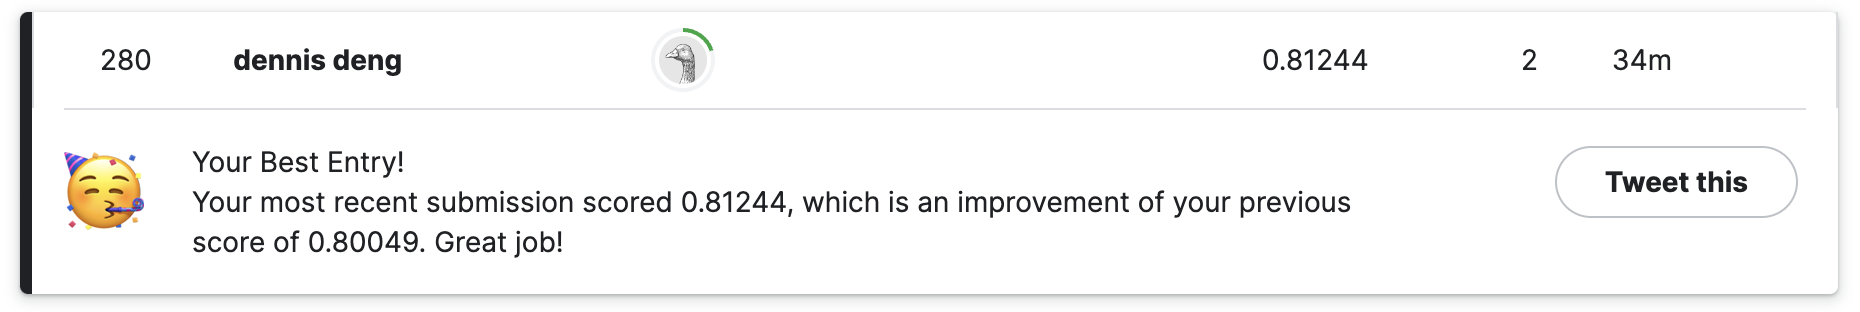 280 dennis deng 0.81244 2 34m
Your Best Entry!
Your most recent submission scored 0.81244, which is an improvement of your previous
score of 0.80049. Great job!
Tweet this